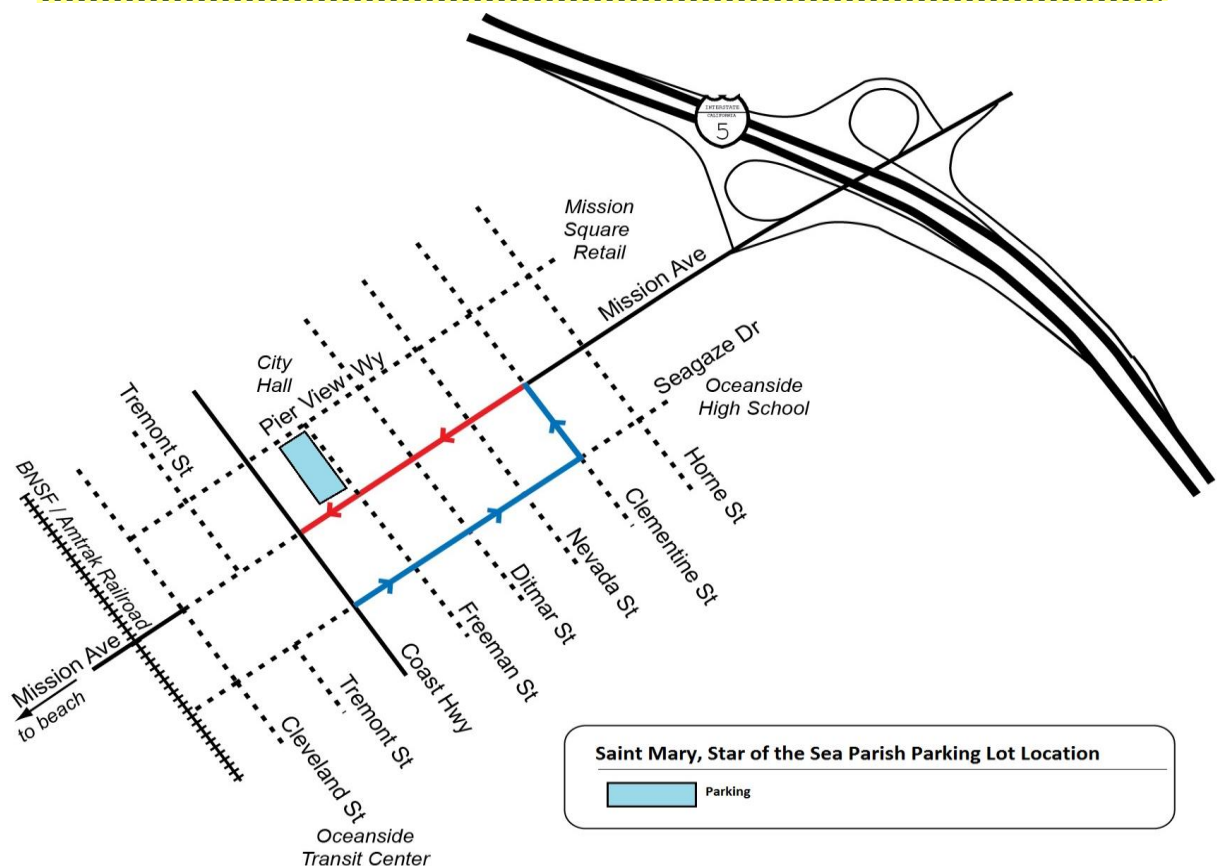 INTERSTATE
CALIFORNIA
5
Mission
Square
Retail
Mission Ave
Seagaze Dr
City
Hall
Pier View Wy
Oceanside
High School
Tremont St
BNSF / Amtrak Railroad
Horne St
Clementine St
Nevada St
Ditmar St
Freeman St
Mission Ave
to beach
Coast Hwy
Tremont St
Cleveland St
Oceanside
Transit Center
Saint Mary, Star of the Sea Parish Parking Lot Location
Parking